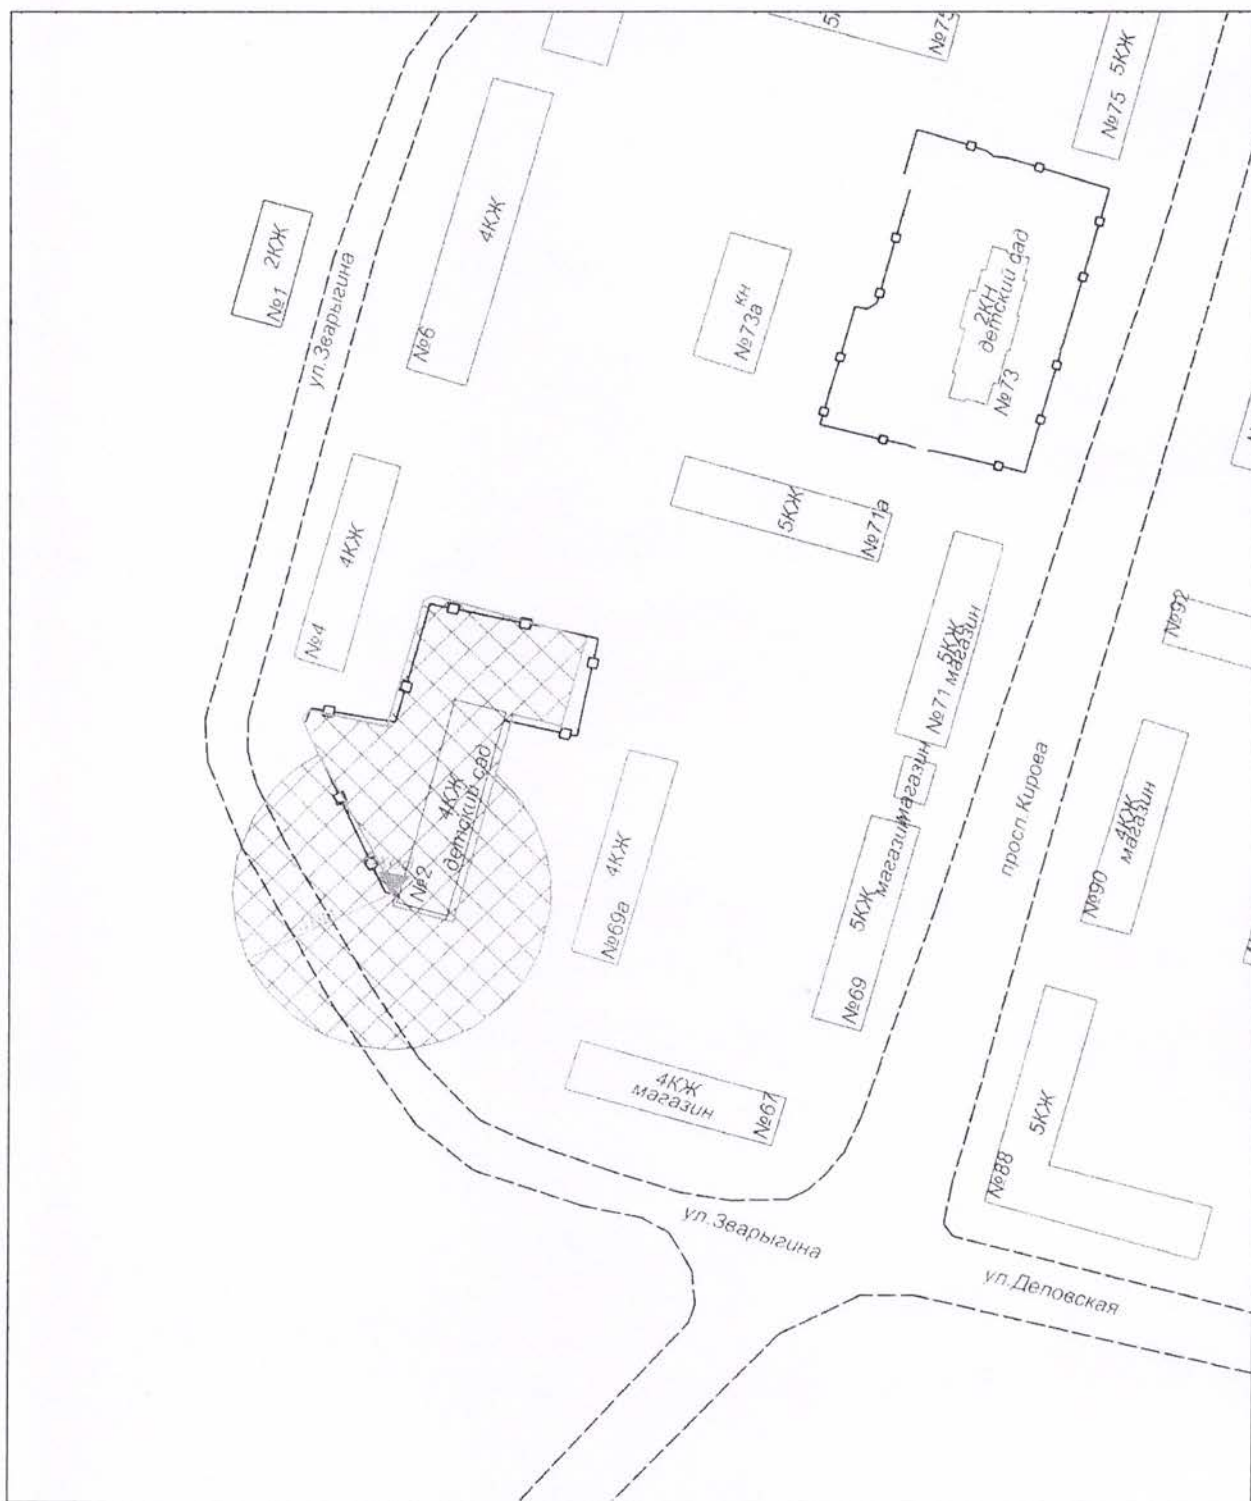 №75
5КЖ
№75
4КЖ
2КЖ
№1
ул.Зварыгина
№6
кн
№73а
2КН
детский сад
№73
4КЖ
№4
5КЖ
№71а
№92
5КЖ
магазин
№71
4КЖ
детский сад
№2
4КЖ
№69а
магазин
магазин
5КЖ
№69
просп.Кирова
4КЖ
магазин
№90
4КЖ
магазин
№67
5КЖ
№88
ул.Зварыгина
ул.Деповская